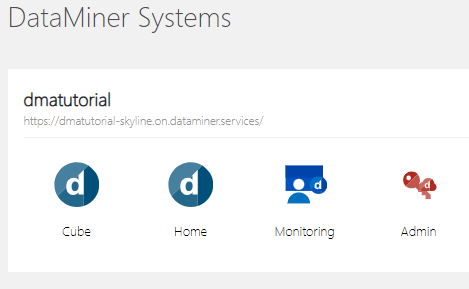 DataMiner Systems
dmatutorial
https://dmatutorial-skyline.on.dataminer.services/
d d d d
Cube Home Monitoring Admin